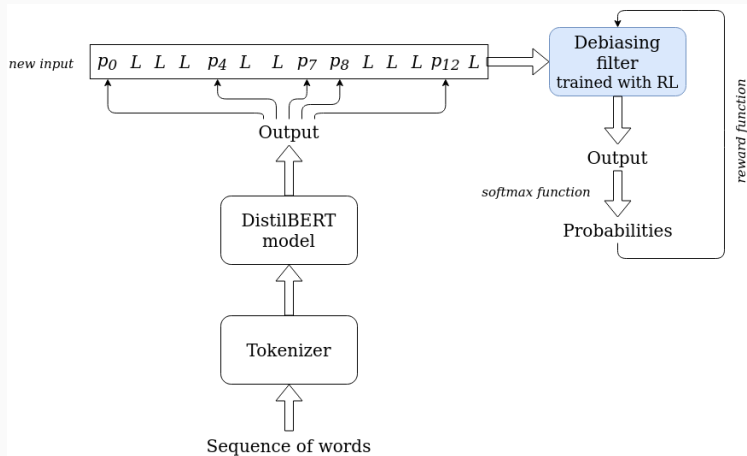 new input
p0 L L L p4 L L p7 p8 L L L p12 L
Debiasing
filter
trained with RL
reward function
Output
Output
softmax function
DistilBERT
model
Probabilities
Tokenizer
Sequence of words